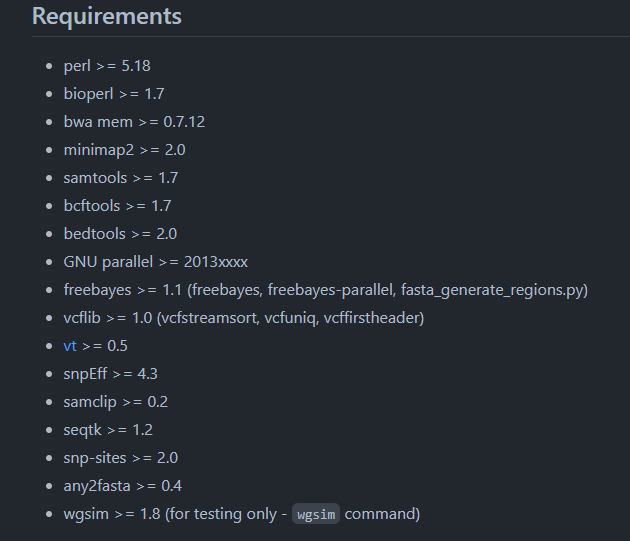 Requirements
• perl >= 5.18
• bioperl >= 1.7
• bwa mem >= 0.7.12
• minimap2 >= 2.0
• samtools >= 1.7
• bcftools >= 1.7
• bedtools >= 2.0
• GNU parallel >= 2013xxxx
• freebayes >= 1.1 (freebayes, freebayes-parallel, fasta_generate_regions.py)
• vcflib >= 1.0 (vcfstreamsort, vcfuniq, vcffirstheader)
• vt >= 0.5
• snpEff >= 4.3
• samclip >= 0.2
• seqtk >= 1.2
• snp-sites >= 2.0
• any2fasta >= 0.4
• wgsim >= 1.8 (for testing only - wgsim command)